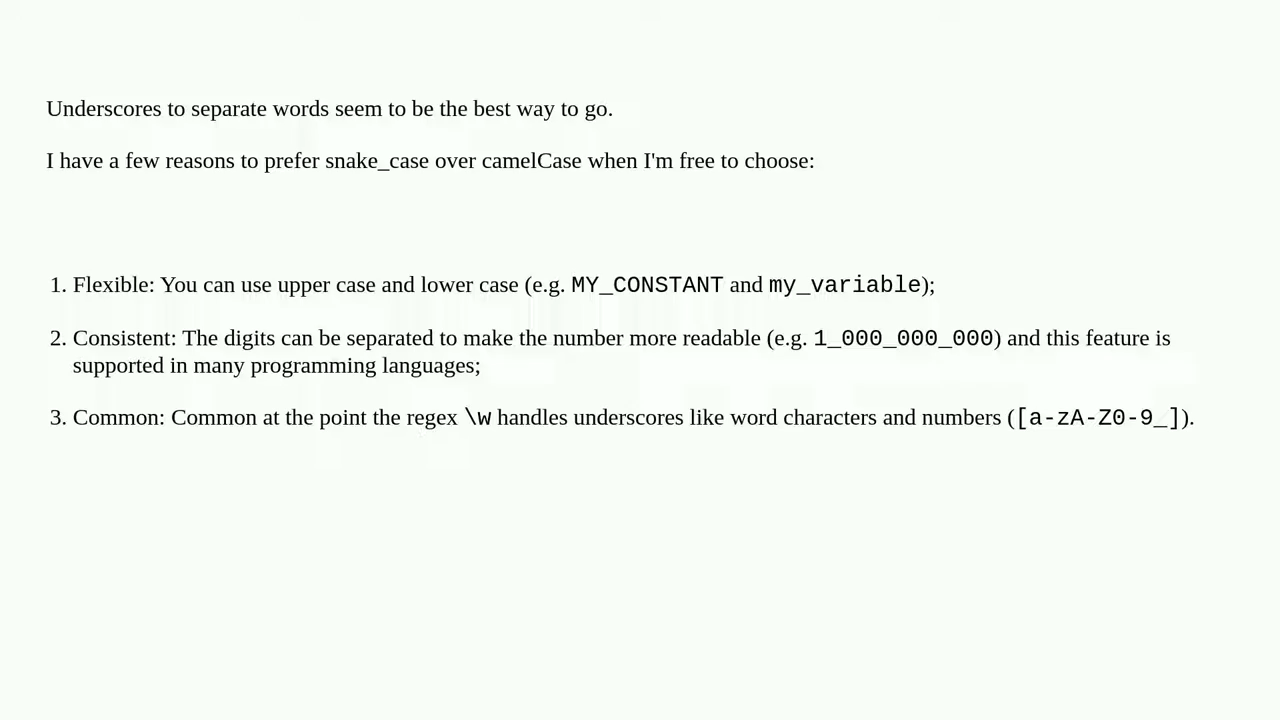 Underscores to separate words seem to be the best way to go.
I have a few reasons to prefer snake_case over camelCase when I'm free to choose:
1. Flexible: You can use upper case and lower case (e.g. MY_CONSTANT and my_variable);
2. Consistent: The digits can be separated to make the number more readable (e.g. 1_000_000_000) and this feature is
supported in many programming languages;
3. Common: Common at the point the regex \w handles underscores like word characters and numbers ([a-zA-Z0-9_]).